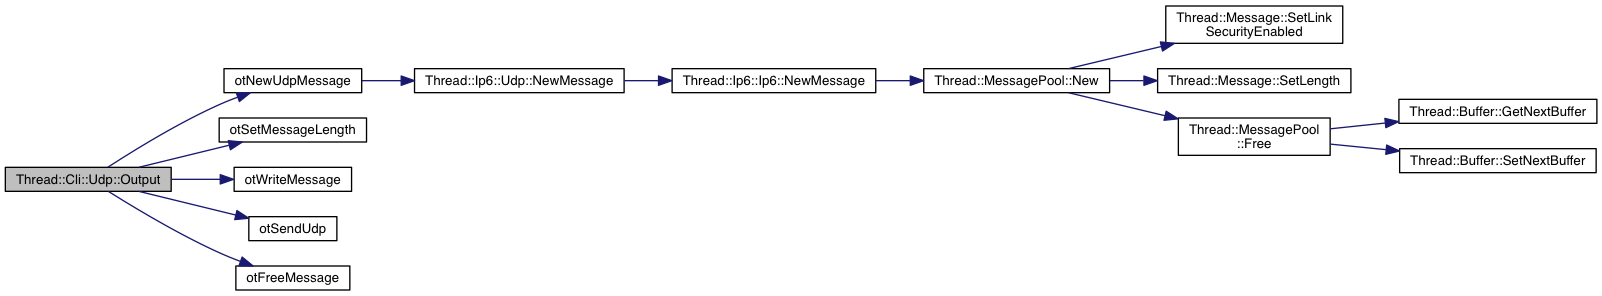 Thread::Cli::Udp::Output
otNewUdpMessage
otSetMessageLength
otWriteMessage
otSendUdp
otFreeMessage
Thread::Ip6::Udp::NewMessage
Thread::Ip6::Ip6::NewMessage
Thread::MessagePool::New
Thread::Message::SetLink
SecurityEnabled
Thread::Message::SetLength
Thread::MessagePool
::Free
Thread::Buffer::GetNextBuffer
Thread::Buffer::SetNextBuffer